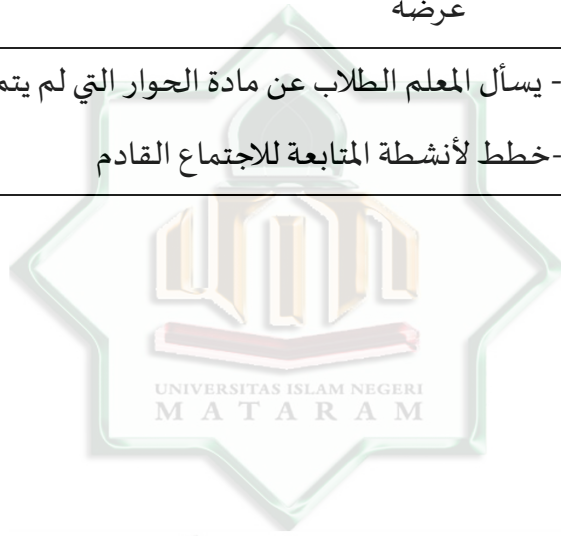 عرضه
- يسأل المعلم الطلاب عن مادة الحوار التي لم يتم
-خطط لأنشطة المتابعة للاجتماع القادم
UNIVERSITAS ISLAM NEGERI
MATARAM